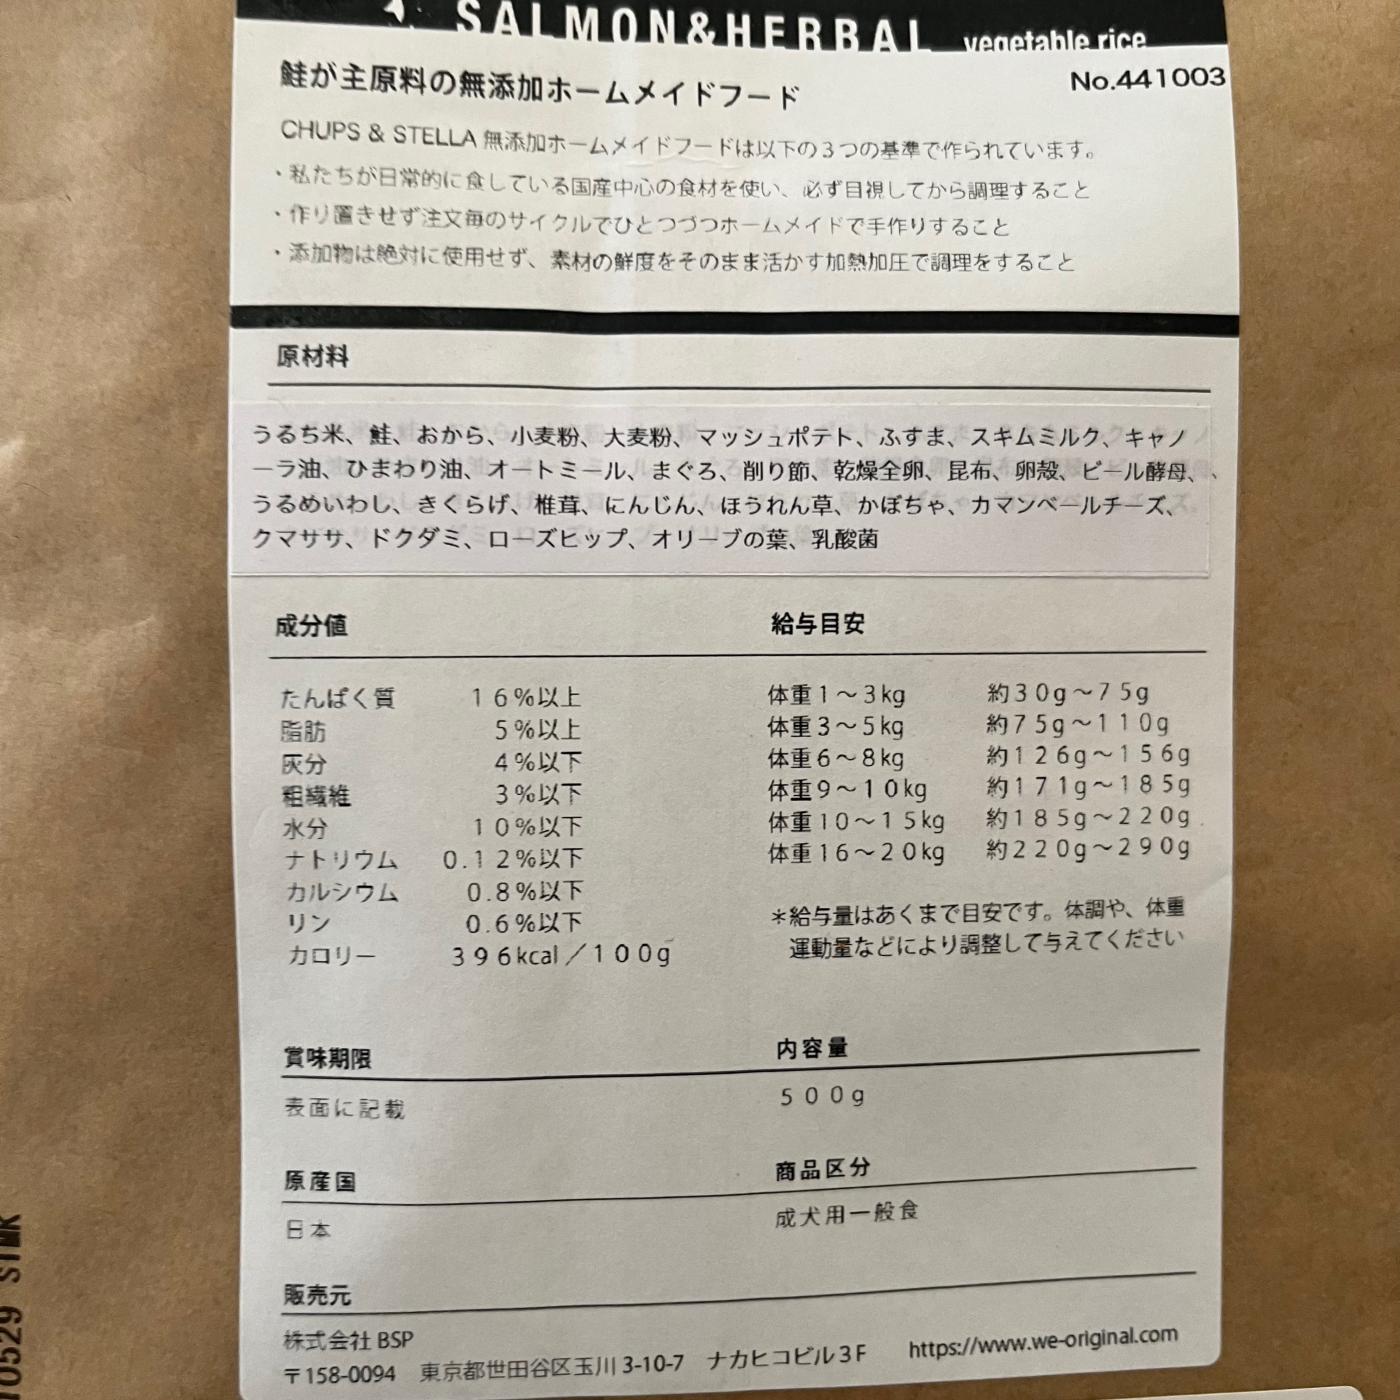 SALMON&HERBAL vegetable rice
鮭が主原料の無添加ホームメイドフード
No.441003
CHUPS & STELLA 無添加ホームメイドフードは以下の3つの基準で作られています。
・私たちが日常的に食している国産中心の食材を使い、必ず目視してから調理すること
・作り置きせず注文毎のサイクルでひとつづつホームメイドで手作りすること
・添加物は絶対に使用せず、素材の鮮度をそのまま活かす加熱加圧で調理をすること
原材料
うるち米、鮭、おから、小麦粉、大麦粉、マッシュポテト、ふすま、スキムミルク、キャノ
ーラ油、ひまわり油、オートミール、まぐろ、削り節、乾燥全卵、昆布、卵殻、ビール酵母、
うるめいわし、きくらげ、椎茸、にんじん、ほうれん草、かぼちゃ、カマンベールチーズ、
クマササ、ドクダミ、ローズヒップ、オリーブの葉、乳酸菌
成分値
たんぱく質 16%以上
脂肪 5%以上
灰分 4%以下
粗繊維 3%以下
水分 10%以下
ナトリウム 0.12%以下
カルシウム 0.8%以下
リン 0.6%以下
カロリー 396kcal/100g
給与目安
体重1〜3kg 約30g〜75g
体重3〜5kg 約75g〜110g
体重6〜8kg 約126g〜156g
体重9〜10kg 約171g〜185g
体重10〜15kg 約185g〜220g
体重16〜20kg 約220g〜290g
＊給与量はあくまで目安です。体調や、体重
運動量などにより調整して与えてください
賞味期限
表面に記載
内容量
500g
原産国
日本
商品区分
成犬用一般食
販売元
株式会社 BSP
〒158-0094 東京都世田谷区玉川 3-10-7 ナカヒコビル3F https://www.we-original.com